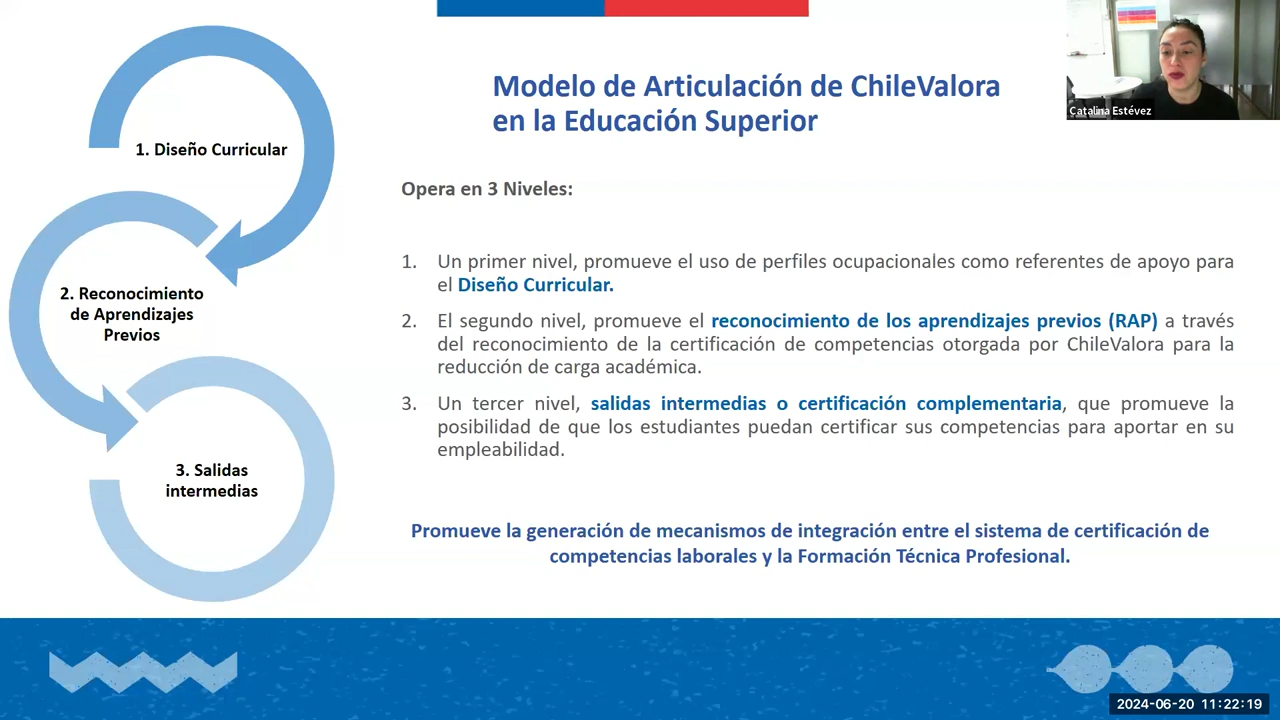 Modelo de Articulación de ChileValora
en la Educación Superior
Catalina Estévez
1. Diseño Curricular
2. Reconocimiento
de Aprendizajes
Previos
3. Salidas
intermedias
Opera en 3 Niveles:
1. Un primer nivel, promueve el uso de perfiles ocupacionales como referentes de apoyo para
el Diseño Curricular.
2. El segundo nivel, promueve el reconocimiento de los aprendizajes previos (RAP) a través
del reconocimiento de la certificación de competencias otorgada por ChileValora para la
reducción de carga académica.
3. Un tercer nivel, salidas intermedias o certificación complementaria, que promueve la
posibilidad de que los estudiantes puedan certificar sus competencias para aportar en su
empleabilidad.
Promueve la generación de mecanismos de integración entre el sistema de certificación de
competencias laborales y la Formación Técnica Profesional.
2024-06-20 11:22:19